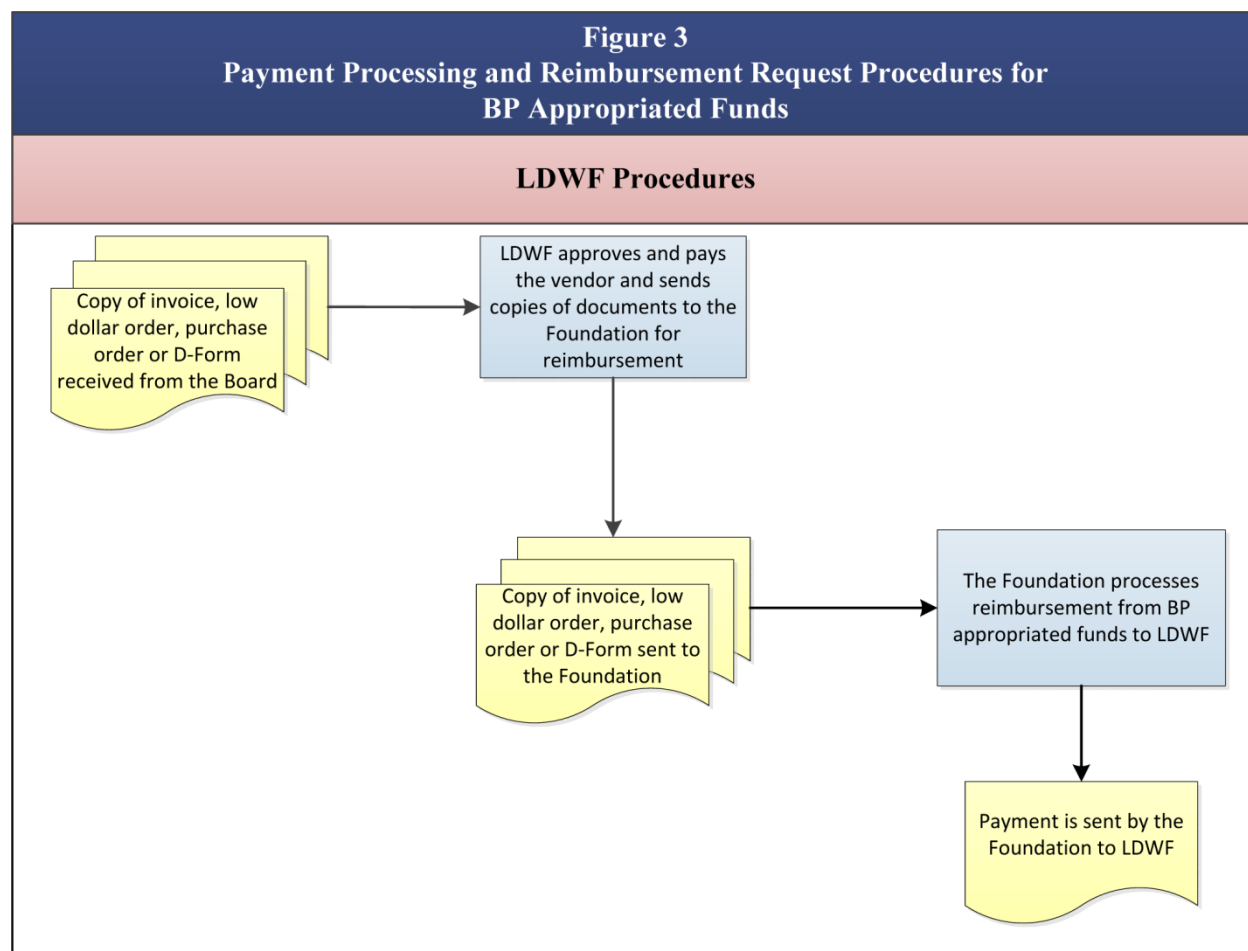 Figure 3
Payment Processing and Reimbursement Request Procedures for
BP Appropriated Funds
LDWF Procedures
Copy of invoice, low
dollar order, purchase
order or D-Form
received from the Board
LDWF approves and pays
the vendor and sends
copies of documents to the
Foundation for
reimbursement
Copy of invoice, low
dollar order, purchase
order or D-Form sent to
the Foundation
The Foundation processes
reimbursement from BP
appropriated funds to LDWF
Payment is sent by the
Foundation to LDWF